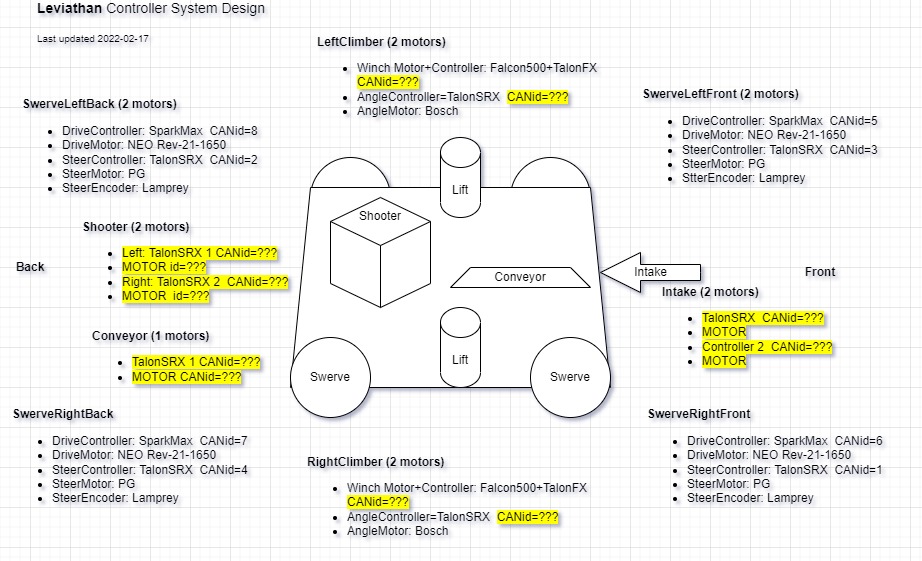 Leviathan Controller System Design
Last updated 2022-02-17
LeftClimber (2 motors)
Winch Motor+Controller: Falcon500+TalonFX
CANid=???
AngleController=TalonSRX CANid=???
AngleMotor: Bosch
SwerveLeftBack (2 motors)
DriveController: SparkMax CANid=8
DriveMotor: NEO Rev-21-1650
SteerController: TalonSRX CANid=2
SteerMotor: PG
SteerEncoder: Lamprey
SwerveLeftFront (2 motors)
DriveController: SparkMax CANid=5
DriveMotor: NEO Rev-21-1650
SteerController: TalonSRX CANid=3
SteerMotor: PG
StterEncoder: Lamprey
Lift
Shooter
Shooter (2 motors)
Left: TalonSRX 1 CANid=???
MOTOR id=???
Right: TalonSRX 2 CANid=???
MOTOR id=???
Back
Conveyor
Intake
Front
Intake (2 motors)
TalonSRX CANid=???
MOTOR
Controller 2 CANid=???
MOTOR
Conveyor (1 motors)
TalonSRX 1 CANid=???
MOTOR CANid=???
Lift
Swerve
Swerve
SwerveRightBack
DriveController: SparkMax CANid=7
DriveMotor: NEO Rev-21-1650
SteerController: TalonSRX CANid=4
SteerMotor: PG
SteerEncoder: Lamprey
SwerveRightFront
DriveController: SparkMax CANid=6
DriveMotor: NEO Rev-21-1650
SteerController: TalonSRX CANid=1
SteerMotor: PG
SteerEncoder: Lamprey
RightClimber (2 motors)
Winch Motor+Controller: Falcon500+TalonFX
CANid=???
AngleController=TalonSRX CANid=???
AngleMotor: Bosch